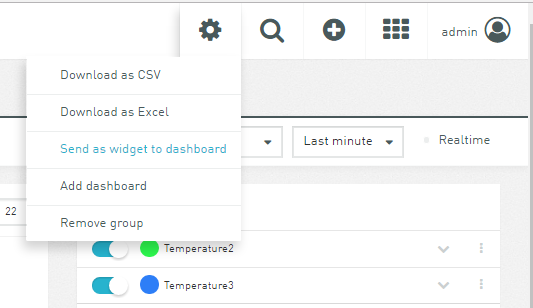 admin
Download as CSV
Download as Excel
Send as widget to dashboard
Last minute
Realtime
Add dashboard
22
Remove group
Temperature2
Temperature3